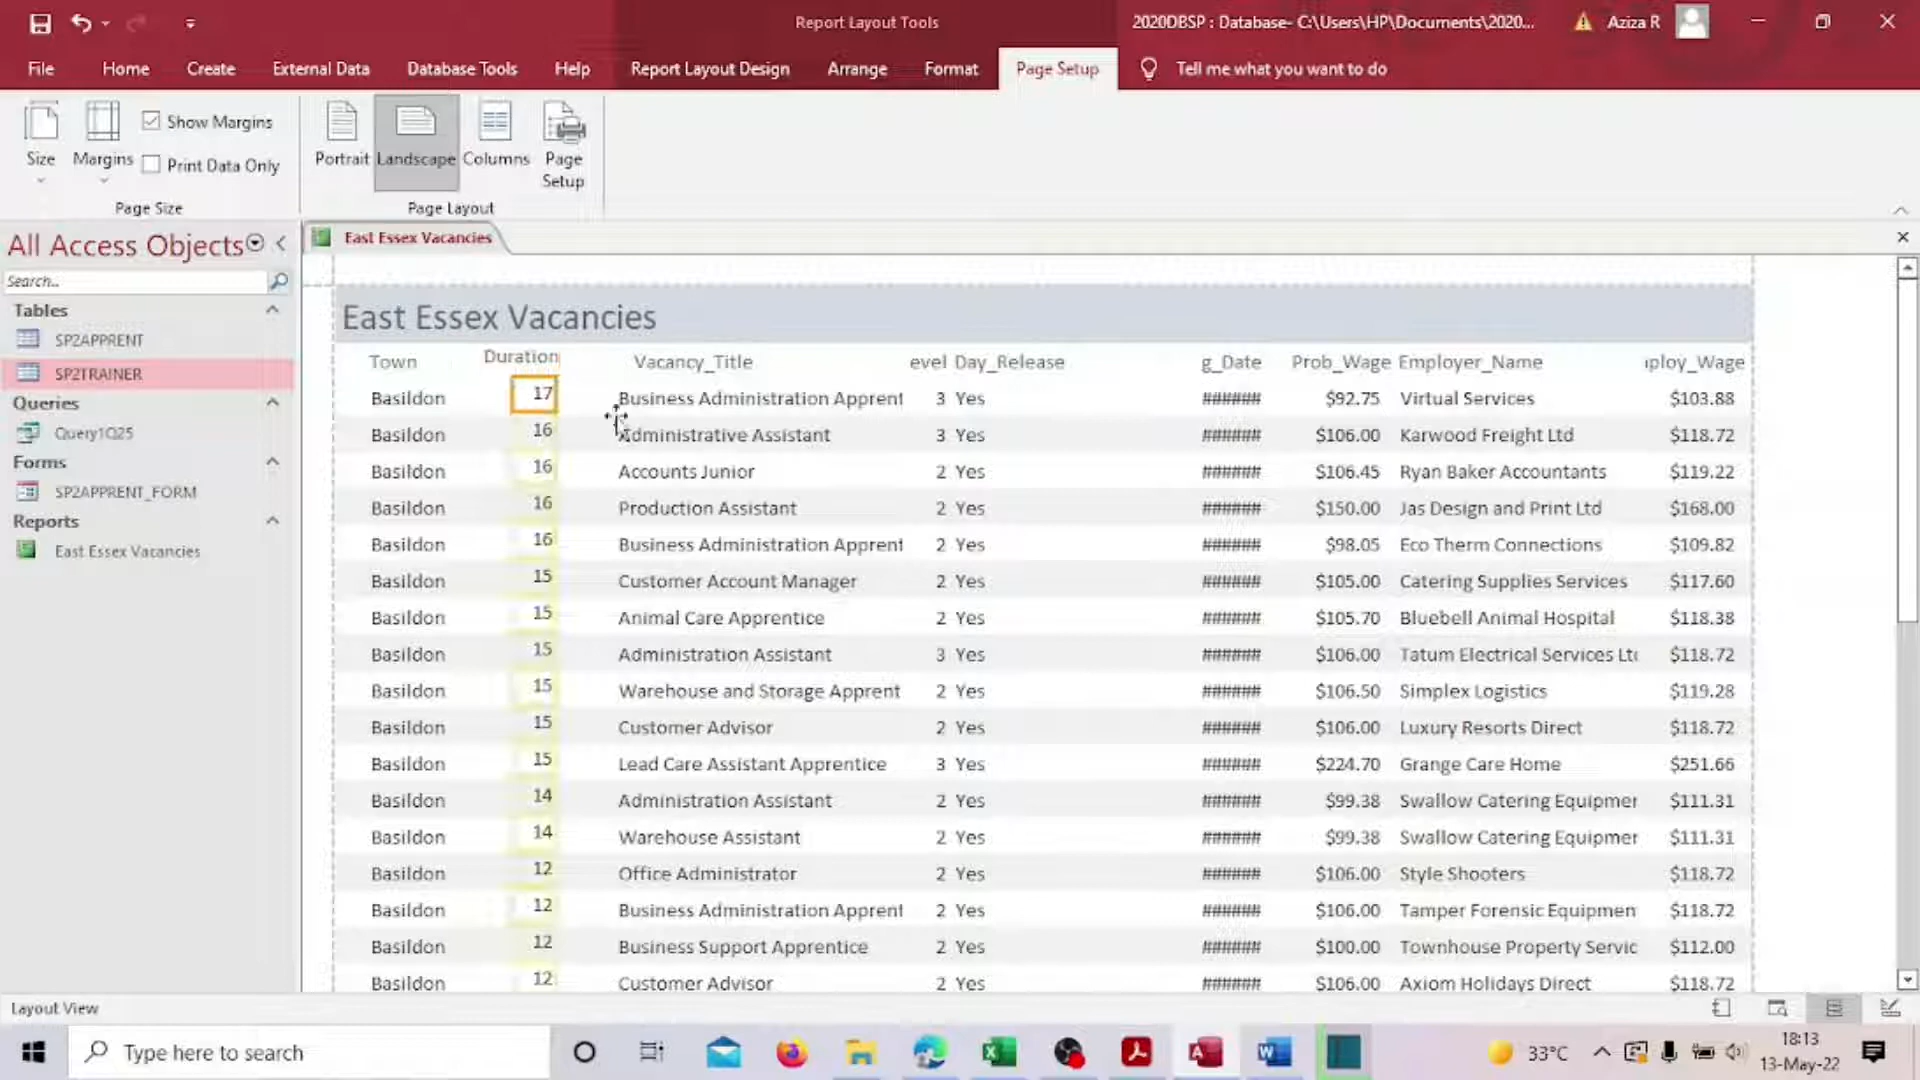 Report Layout Tools
2020DBSP : Database- C:\Users\HP\Documents\2020...
Aziza R
File Home Create External Data Database Tools Help Report Layout Design Arrange Format Page Setup Tell me what you want to do
Size
Margins
Show Margins
Print Data Only
Page Size
Portrait
Landscape
Columns
Page Setup
Page Layout
All Access Objects
Search...
Tables
SP2APPRENT
SP2TRAINER
Queries
Query1Q25
Forms
SP2APPRENT_FORM
Reports
East Essex Vacancies
East Essex Vacancies
East Essex Vacancies
Town Duration Vacancy_Title evel Day_Release g_Date Prob_Wage Employer_Name ploy_Wage
Basildon 17 Business Administration Apprent 3 Yes ###### $92.75 Virtual Services $103.88
Basildon 16 Administrative Assistant 3 Yes ###### $106.00 Karwood Freight Ltd $118.72
Basildon 16 Accounts Junior 2 Yes ###### $106.45 Ryan Baker Accountants $119.22
Basildon 16 Production Assistant 2 Yes ###### $150.00 Jas Design and Print Ltd $168.00
Basildon 16 Business Administration Apprent 2 Yes ###### $98.05 Eco Therm Connections $109.82
Basildon 15 Customer Account Manager 2 Yes ###### $105.00 Catering Supplies Services $117.60
Basildon 15 Animal Care Apprentice 2 Yes ###### $105.70 Bluebell Animal Hospital $118.38
Basildon 15 Administration Assistant 3 Yes ###### $106.00 Tatum Electrical Services Ltd $118.72
Basildon 15 Warehouse and Storage Apprent 2 Yes ###### $106.50 Simplex Logistics $119.28
Basildon 15 Customer Advisor 2 Yes ###### $106.00 Luxury Resorts Direct $118.72
Basildon 15 Lead Care Assistant Apprentice 3 Yes ###### $224.70 Grange Care Home $251.66
Basildon 14 Administration Assistant 2 Yes ###### $99.38 Swallow Catering Equipmer $111.31
Basildon 14 Warehouse Assistant 2 Yes ###### $99.38 Swallow Catering Equipmer $111.31
Basildon 12 Office Administrator 2 Yes ###### $106.00 Style Shooters $118.72
Basildon 12 Business Administration Apprent 2 Yes ###### $106.00 Tamper Forensic Equipmen $118.72
Basildon 12 Business Support Apprentice 2 Yes ###### $100.00 Townhouse Property Servic $112.00
Basildon 12 Customer Advisor 2 Yes ###### $106.00 Axiom Holidays Direct $118.72
Layout View
Type here to search
33°C
18:13
13-May-22